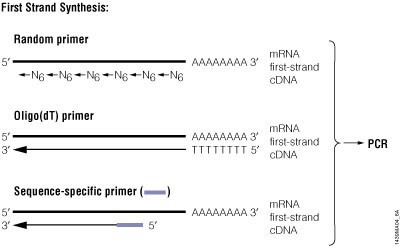 First Strand Synthesis:
Random primer
5′ AAAAAAAA 3′ mRNA
N6 N6 N6 N6 N6 N6 first-strand
cDNA
Oligo(dT) primer
5′ AAAAAAAA 3′ mRNA
3′ TTTTTTTT 5′ first-strand
cDNA
PCR
Sequence-specific primer ( )
5′ AAAAAAAA 3′ mRNA
3′ 5′ first-strand
cDNA